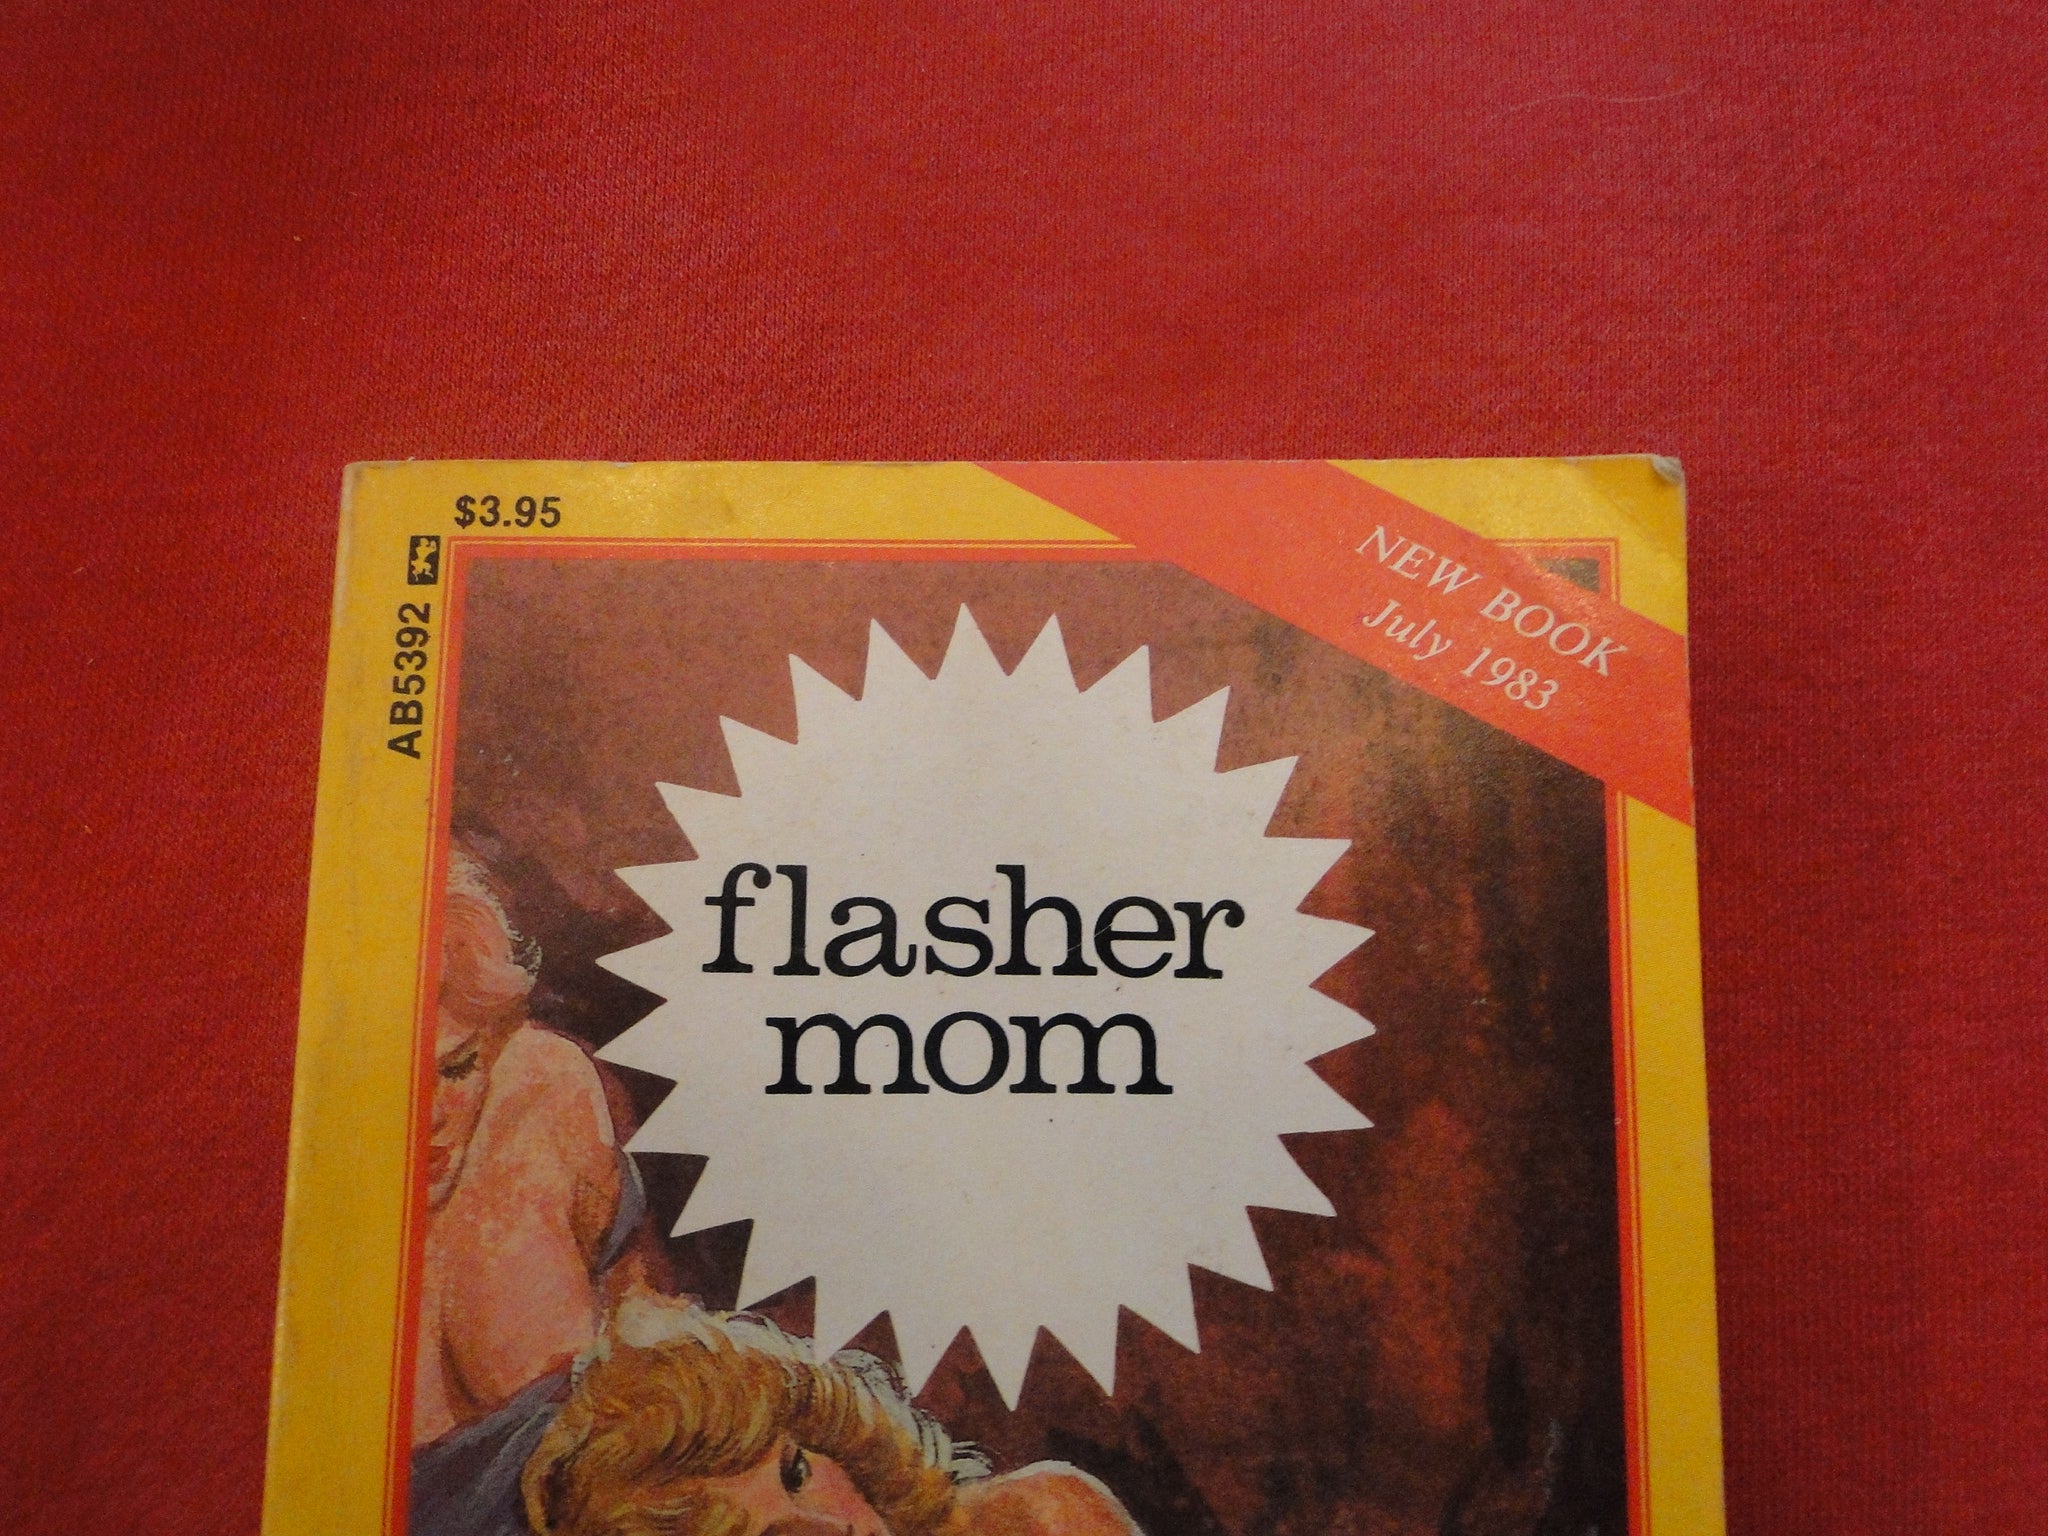 $3.95
AB5392
NEW BOOK
July 1983
flasher
mom